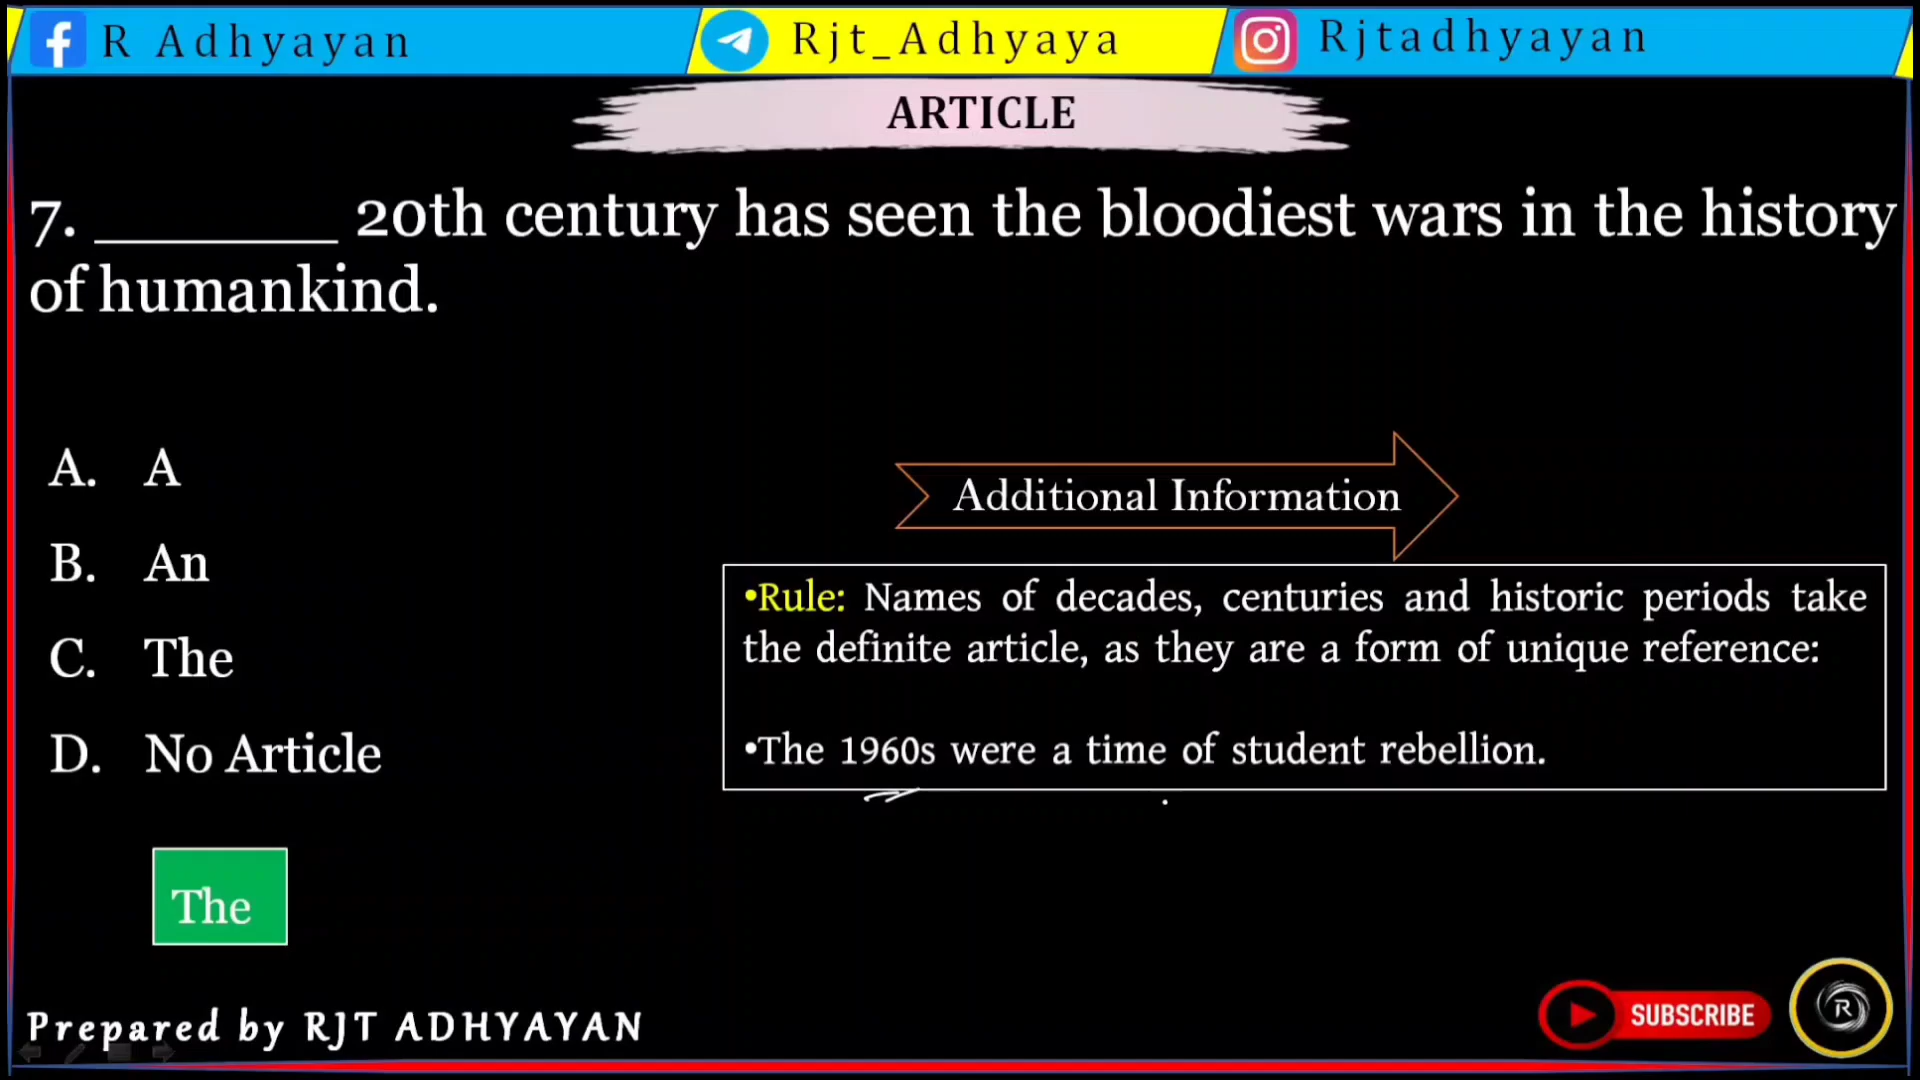 R Adhyayan
Rjt_Adhyaya
Rjtadhyayan
ARTICLE
7. ________ 20th century has seen the bloodiest wars in the history
of humankind.
A. A
B. An
C. The
D. No Article
Additional Information
•Rule: Names of decades, centuries and historic periods take
the definite article, as they are a form of unique reference:
•The 1960s were a time of student rebellion.
The
Prepared by RJT ADHYAYAN
SUBSCRIBE
R